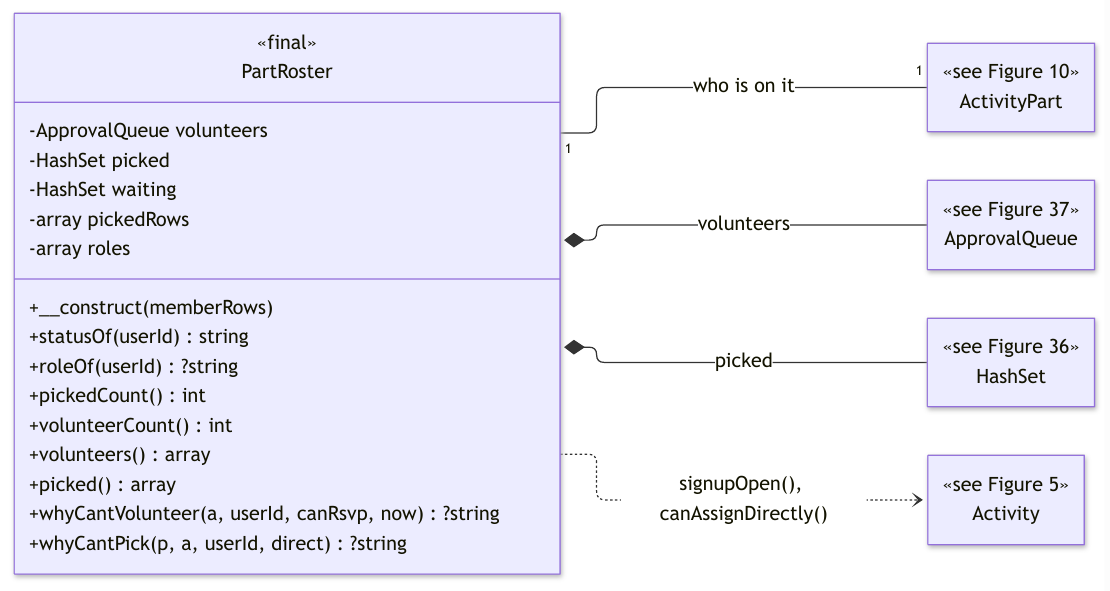 «final»
PartRoster
-ApprovalQueue volunteers
-HashSet picked
-HashSet waiting
-array pickedRows
-array roles
+__construct(memberRows)
+statusOf(userId) : string
+roleOf(userId) : ?string
+pickedCount() : int
+volunteerCount() : int
+volunteers() : array
+picked() : array
+whyCantVolunteer(a, userId, canRsvp, now) : ?string
+whyCantPick(p, a, userId, direct) : ?string
1
who is on it
1
«see Figure 10»
ActivityPart
volunteers
«see Figure 37»
ApprovalQueue
picked
«see Figure 36»
HashSet
signupOpen(),
canAssignDirectly()
«see Figure 5»
Activity